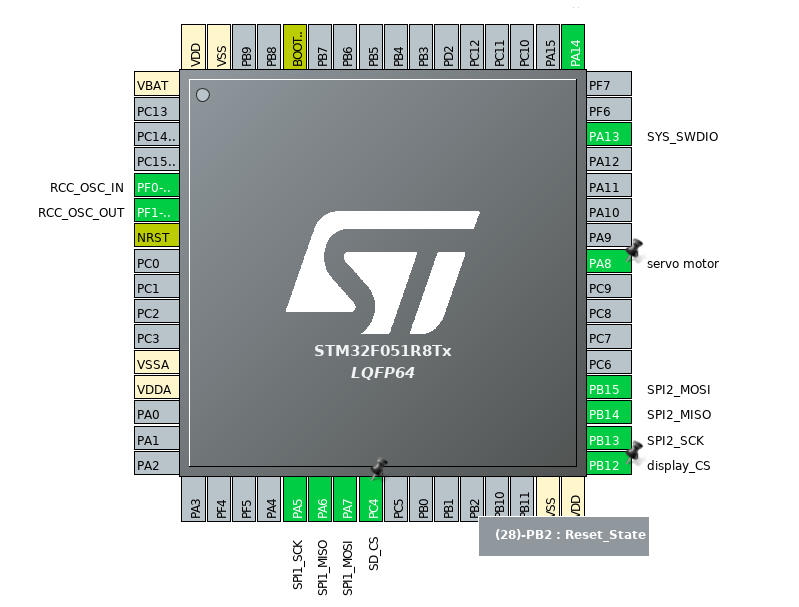 VDD
VSS
PB9
PB8
BOOT..
PB7
PB6
PB5
PB4
PB3
PD2
PC12
PC11
PC10
PA15
PA14
VBAT
PC13
PC14..
PC15..
RCC_OSC_IN PF0-..
RCC_OSC_OUT PF1-..
NRST
PC0
PC1
PC2
PC3
VSSA
VDDA
PA0
PA1
PA2
STM32F051R8Tx
LQFP64
PF7
PF6
PA13 SYS_SWDIO
PA12
PA11
PA10
PA9
PA8 servo motor
PC9
PC8
PC7
PC6
PB15 SPI2_MOSI
PB14 SPI2_MISO
PB13 SPI2_SCK
PB12 display_CS
PA3
PF4
PF5
PA4
PA5 SPI1_SCK
PA6 SPI1_MISO
PA7 SPI1_MOSI
PC4 SD_CS
PC5
PB0
PB1
PB2
PB10
PB11
VSS
VDD
(28)-PB2 : Reset_State